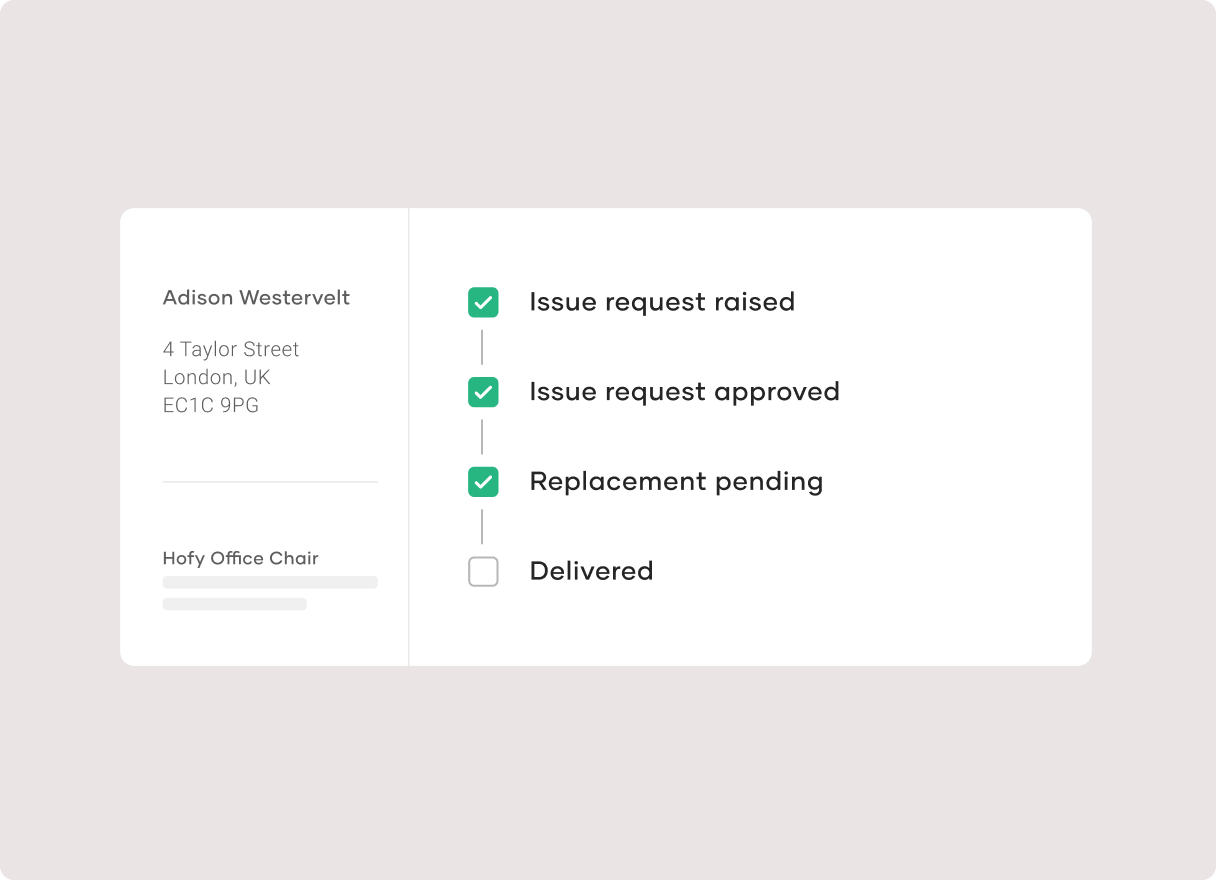 Adison Westervelt
4 Taylor Street
London, UK
EC1C 9PG
Hofy Office Chair
Issue request raised
Issue request approved
Replacement pending
Delivered